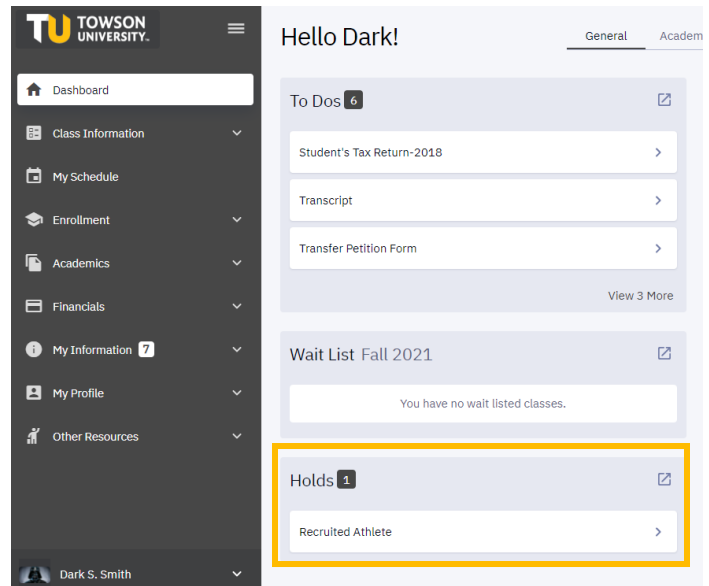 TU TOWSON
UNIVERSITY.
Dashboard
Class Information
My Schedule
Enrollment
Academics
Financials
My Information 7
My Profile
Other Resources
Dark S. Smith
Hello Dark!
General Academ
To Dos 6
Student's Tax Return-2018
Transcript
Transfer Petition Form
View 3 More
Wait List Fall 2021
You have no wait listed classes.
Holds 1
Recruited Athlete